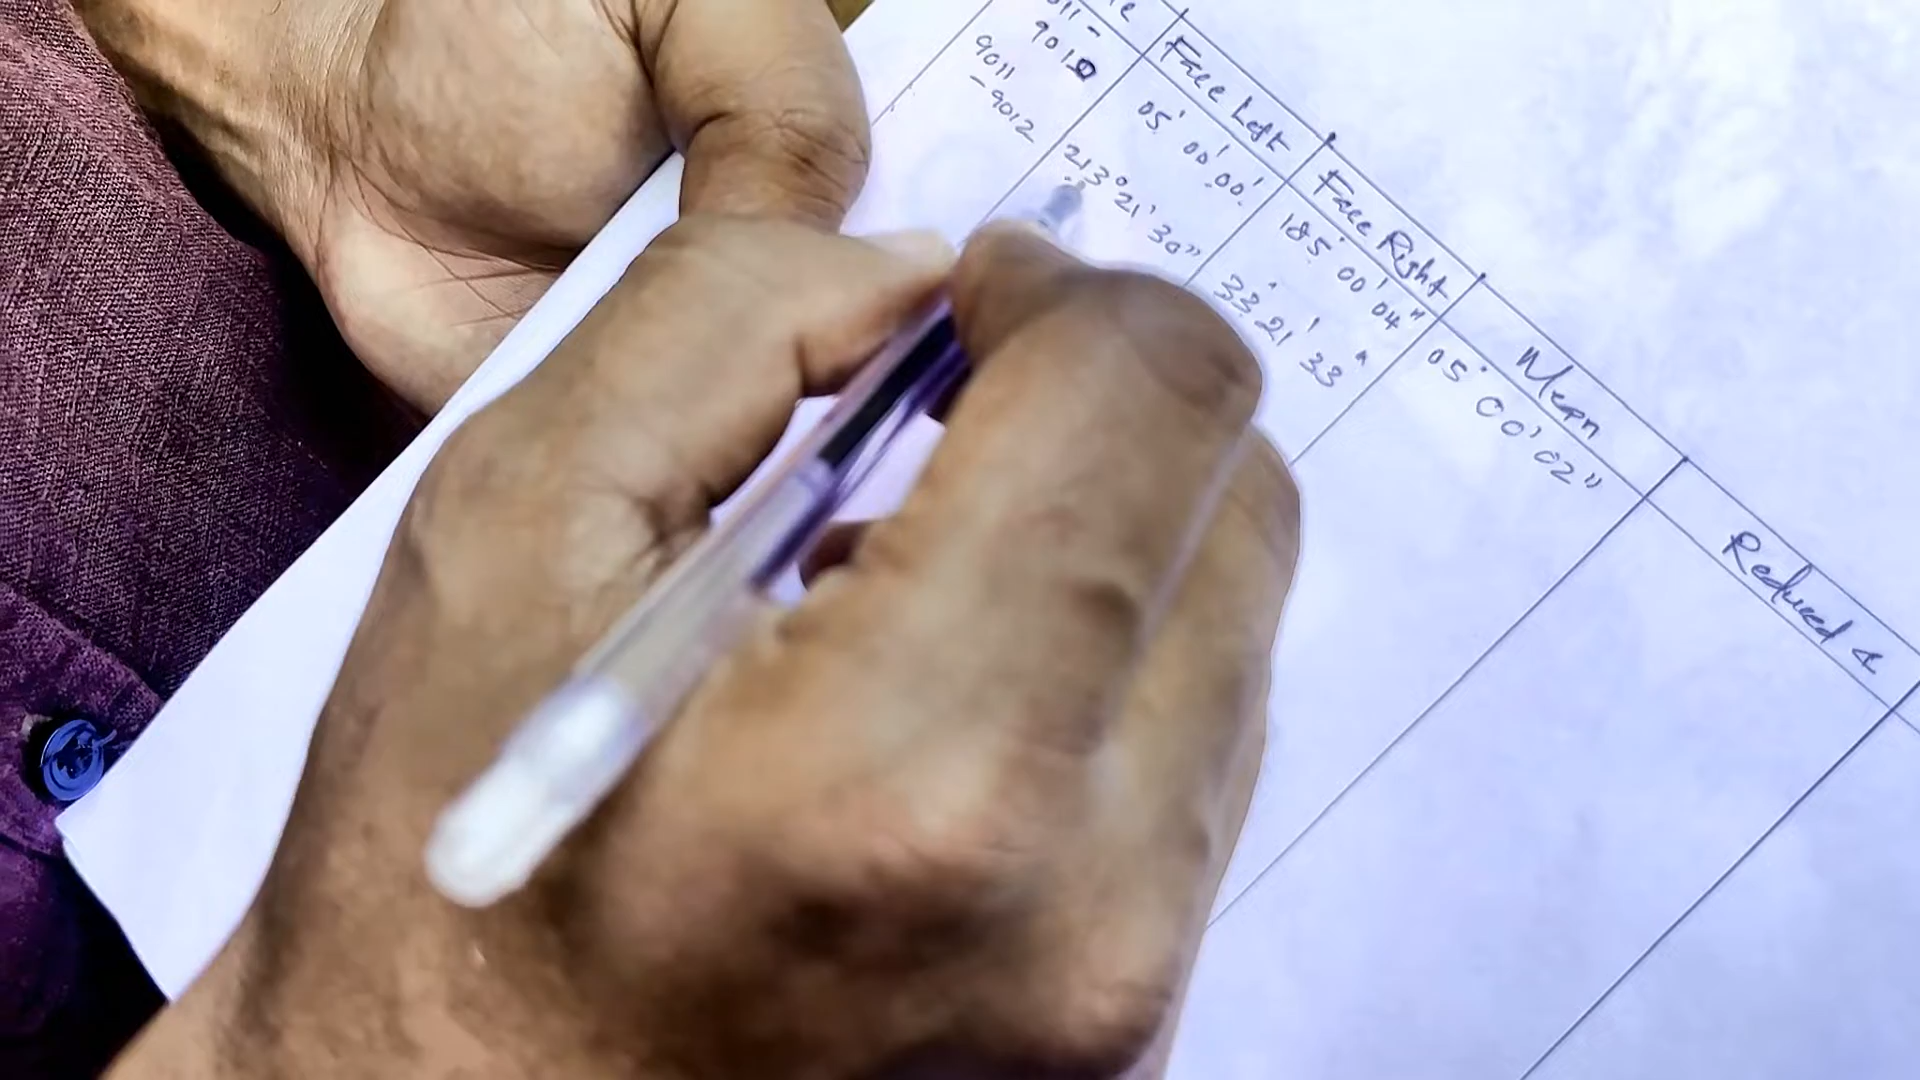 Face Left Face Right Mean Reduced ∠
9010 05° 00' 00' 185° 00' 04" 05° 00' 02"
9011 213° 21' 30" 33° 21' 33"
-9012